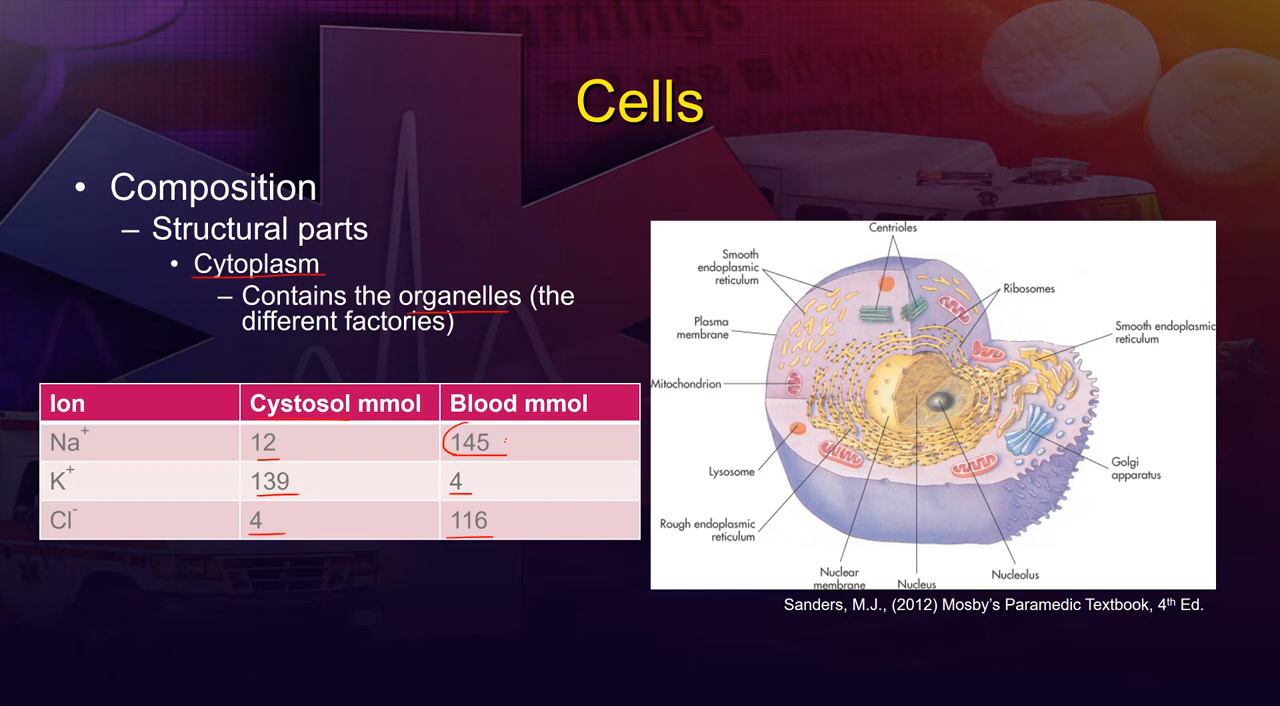 Cells
• Composition
– Structural parts
• Cytoplasm
– Contains the organelles (the
different factories)
Ion Cystosol mmol Blood mmol
Na+ 12 145
K+ 139 4
Cl- 4 116
Centrioles
Smooth
endoplasmic
reticulum
Ribosomes
Plasma
membrane
Smooth endoplasmic
reticulum
Mitochondrion
Lysosome
Golgi
apparatus
Rough endoplasmic
reticulum
Nuclear
membrane
Nucleus
Nucleolus
Sanders, M.J., (2012) Mosby's Paramedic Textbook, 4th Ed.